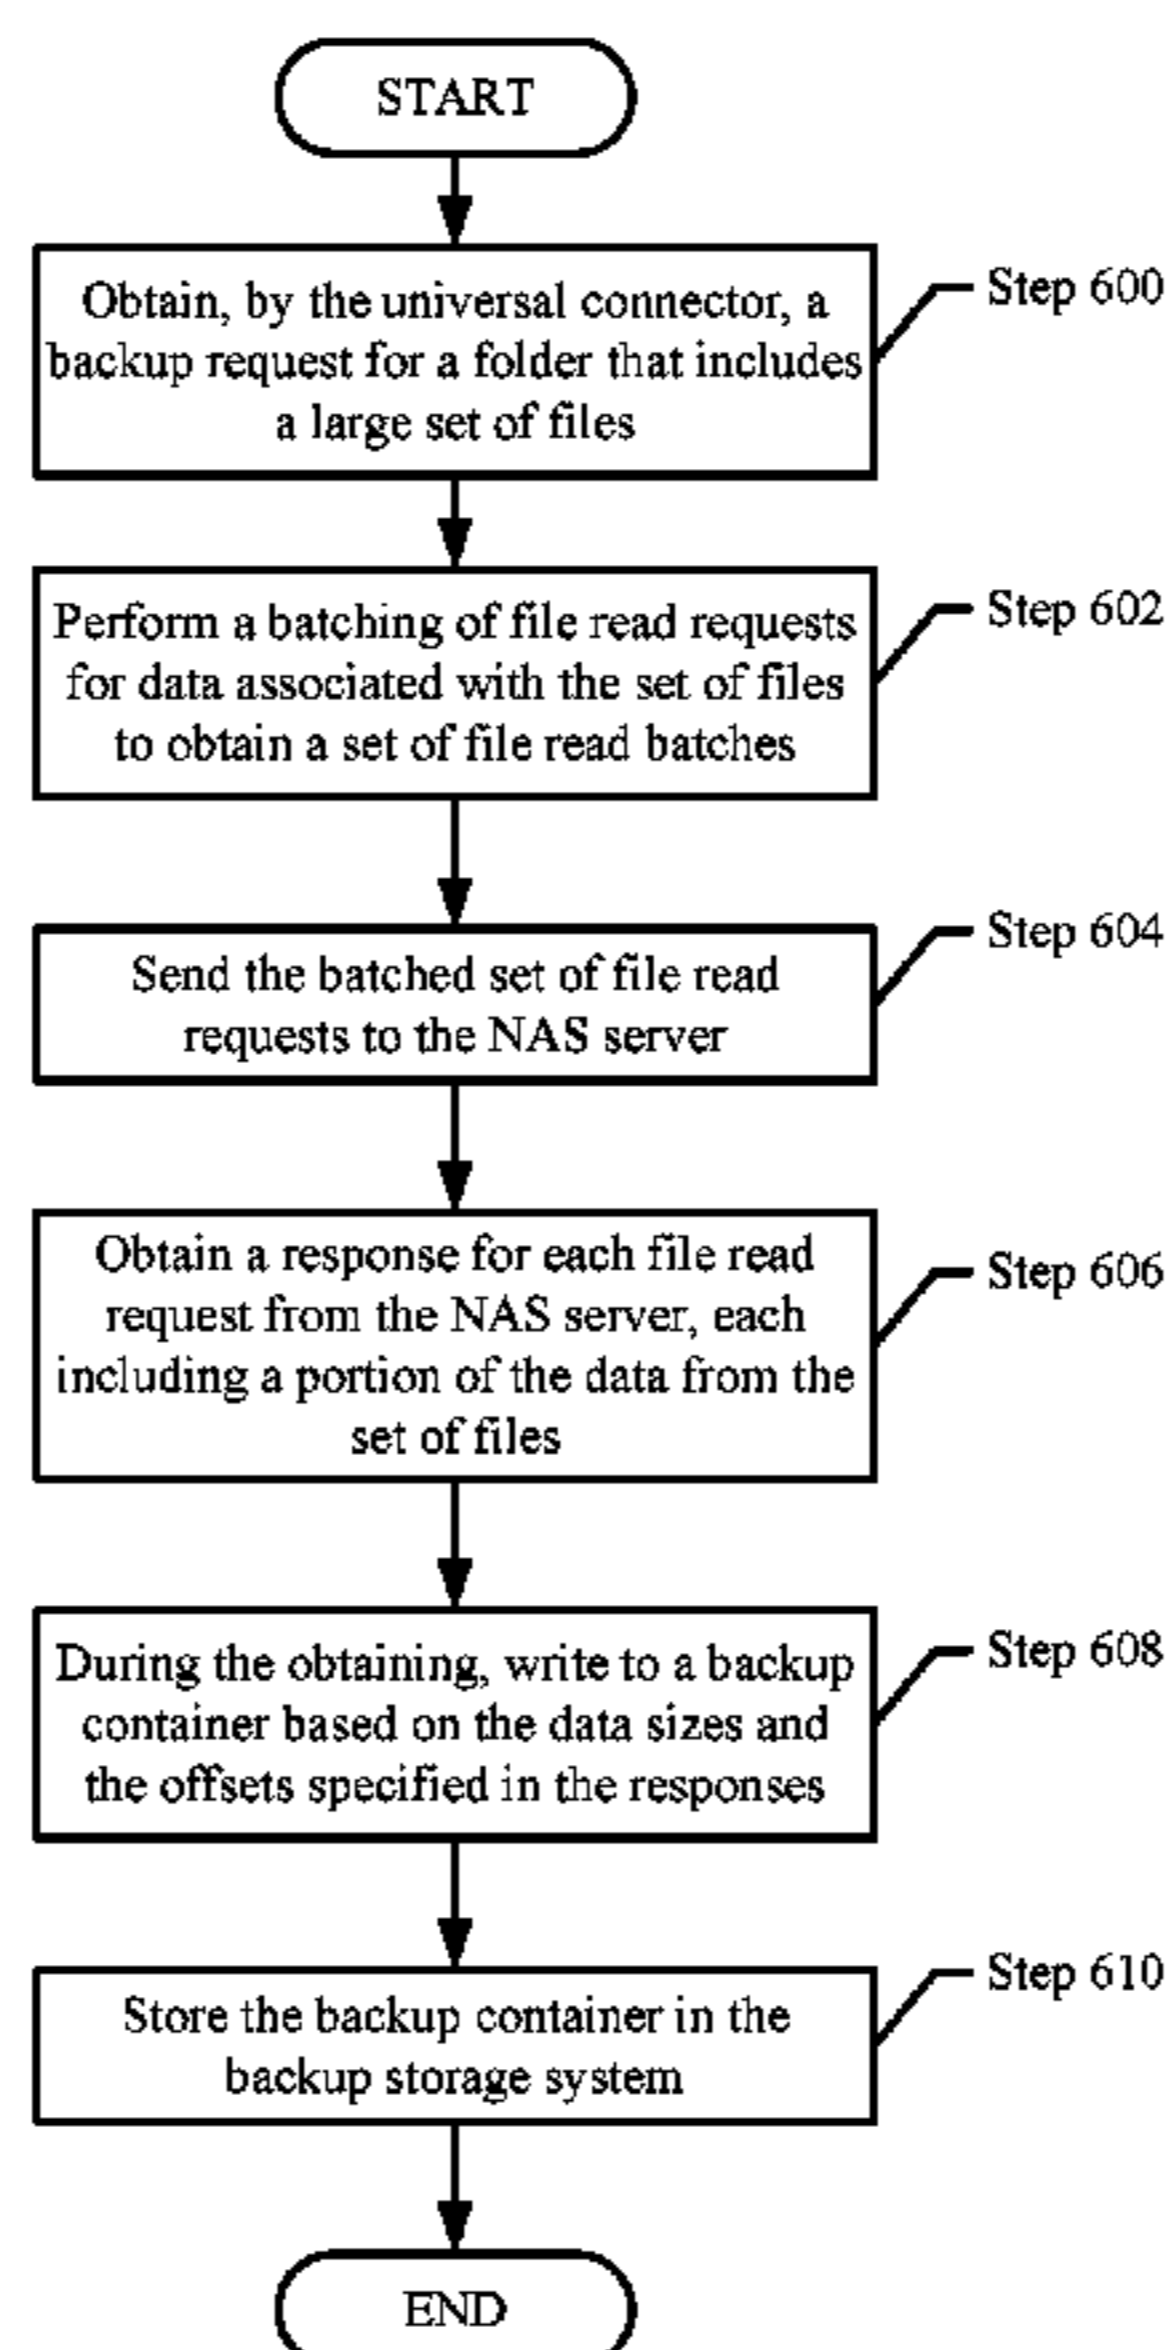 START
Obtain, by the universal connector, a
backup request for a folder that includes
a large set of files
Step 600
Perform a batching of file read requests
for data associated with the set of files
to obtain a set of file read batches
Step 602
Send the batched set of file read
requests to the NAS server
Step 604
Obtain a response for each file read
request from the NAS server, each
including a portion of the data from the
set of files
Step 606
During the obtaining, write to a backup
container based on the data sizes and
the offsets specified in the responses
Step 608
Store the backup container in the
backup storage system
Step 610
END